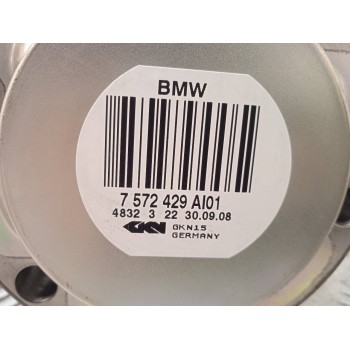 BMW
7 572 429 AI01
4832 3 22 30.09.08
GKN GKN15
GERMANY